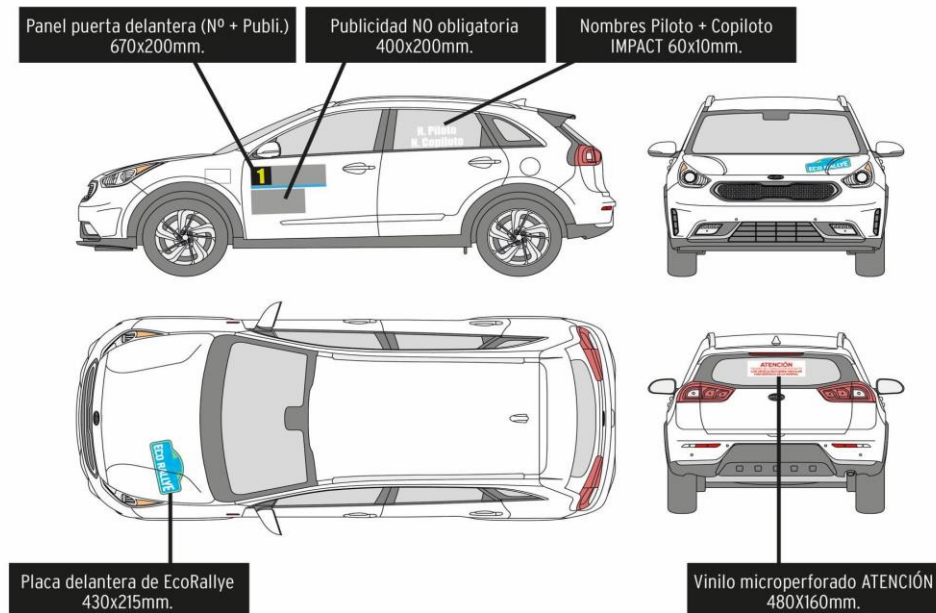 Panel puerta delantera (Nº + Publi.)
670x200mm.
Publicidad NO obligatoria
400x200mm.
Nombres Piloto + Copiloto
IMPACT 60x10mm.
N. Piloto
N. Copiloto
1
ECO RALLYE
ECO RALLYE
ATENCIÓN
Placa delantera de EcoRallye
430x215mm.
Vinilo microperforado ATENCIÓN
480X160mm.